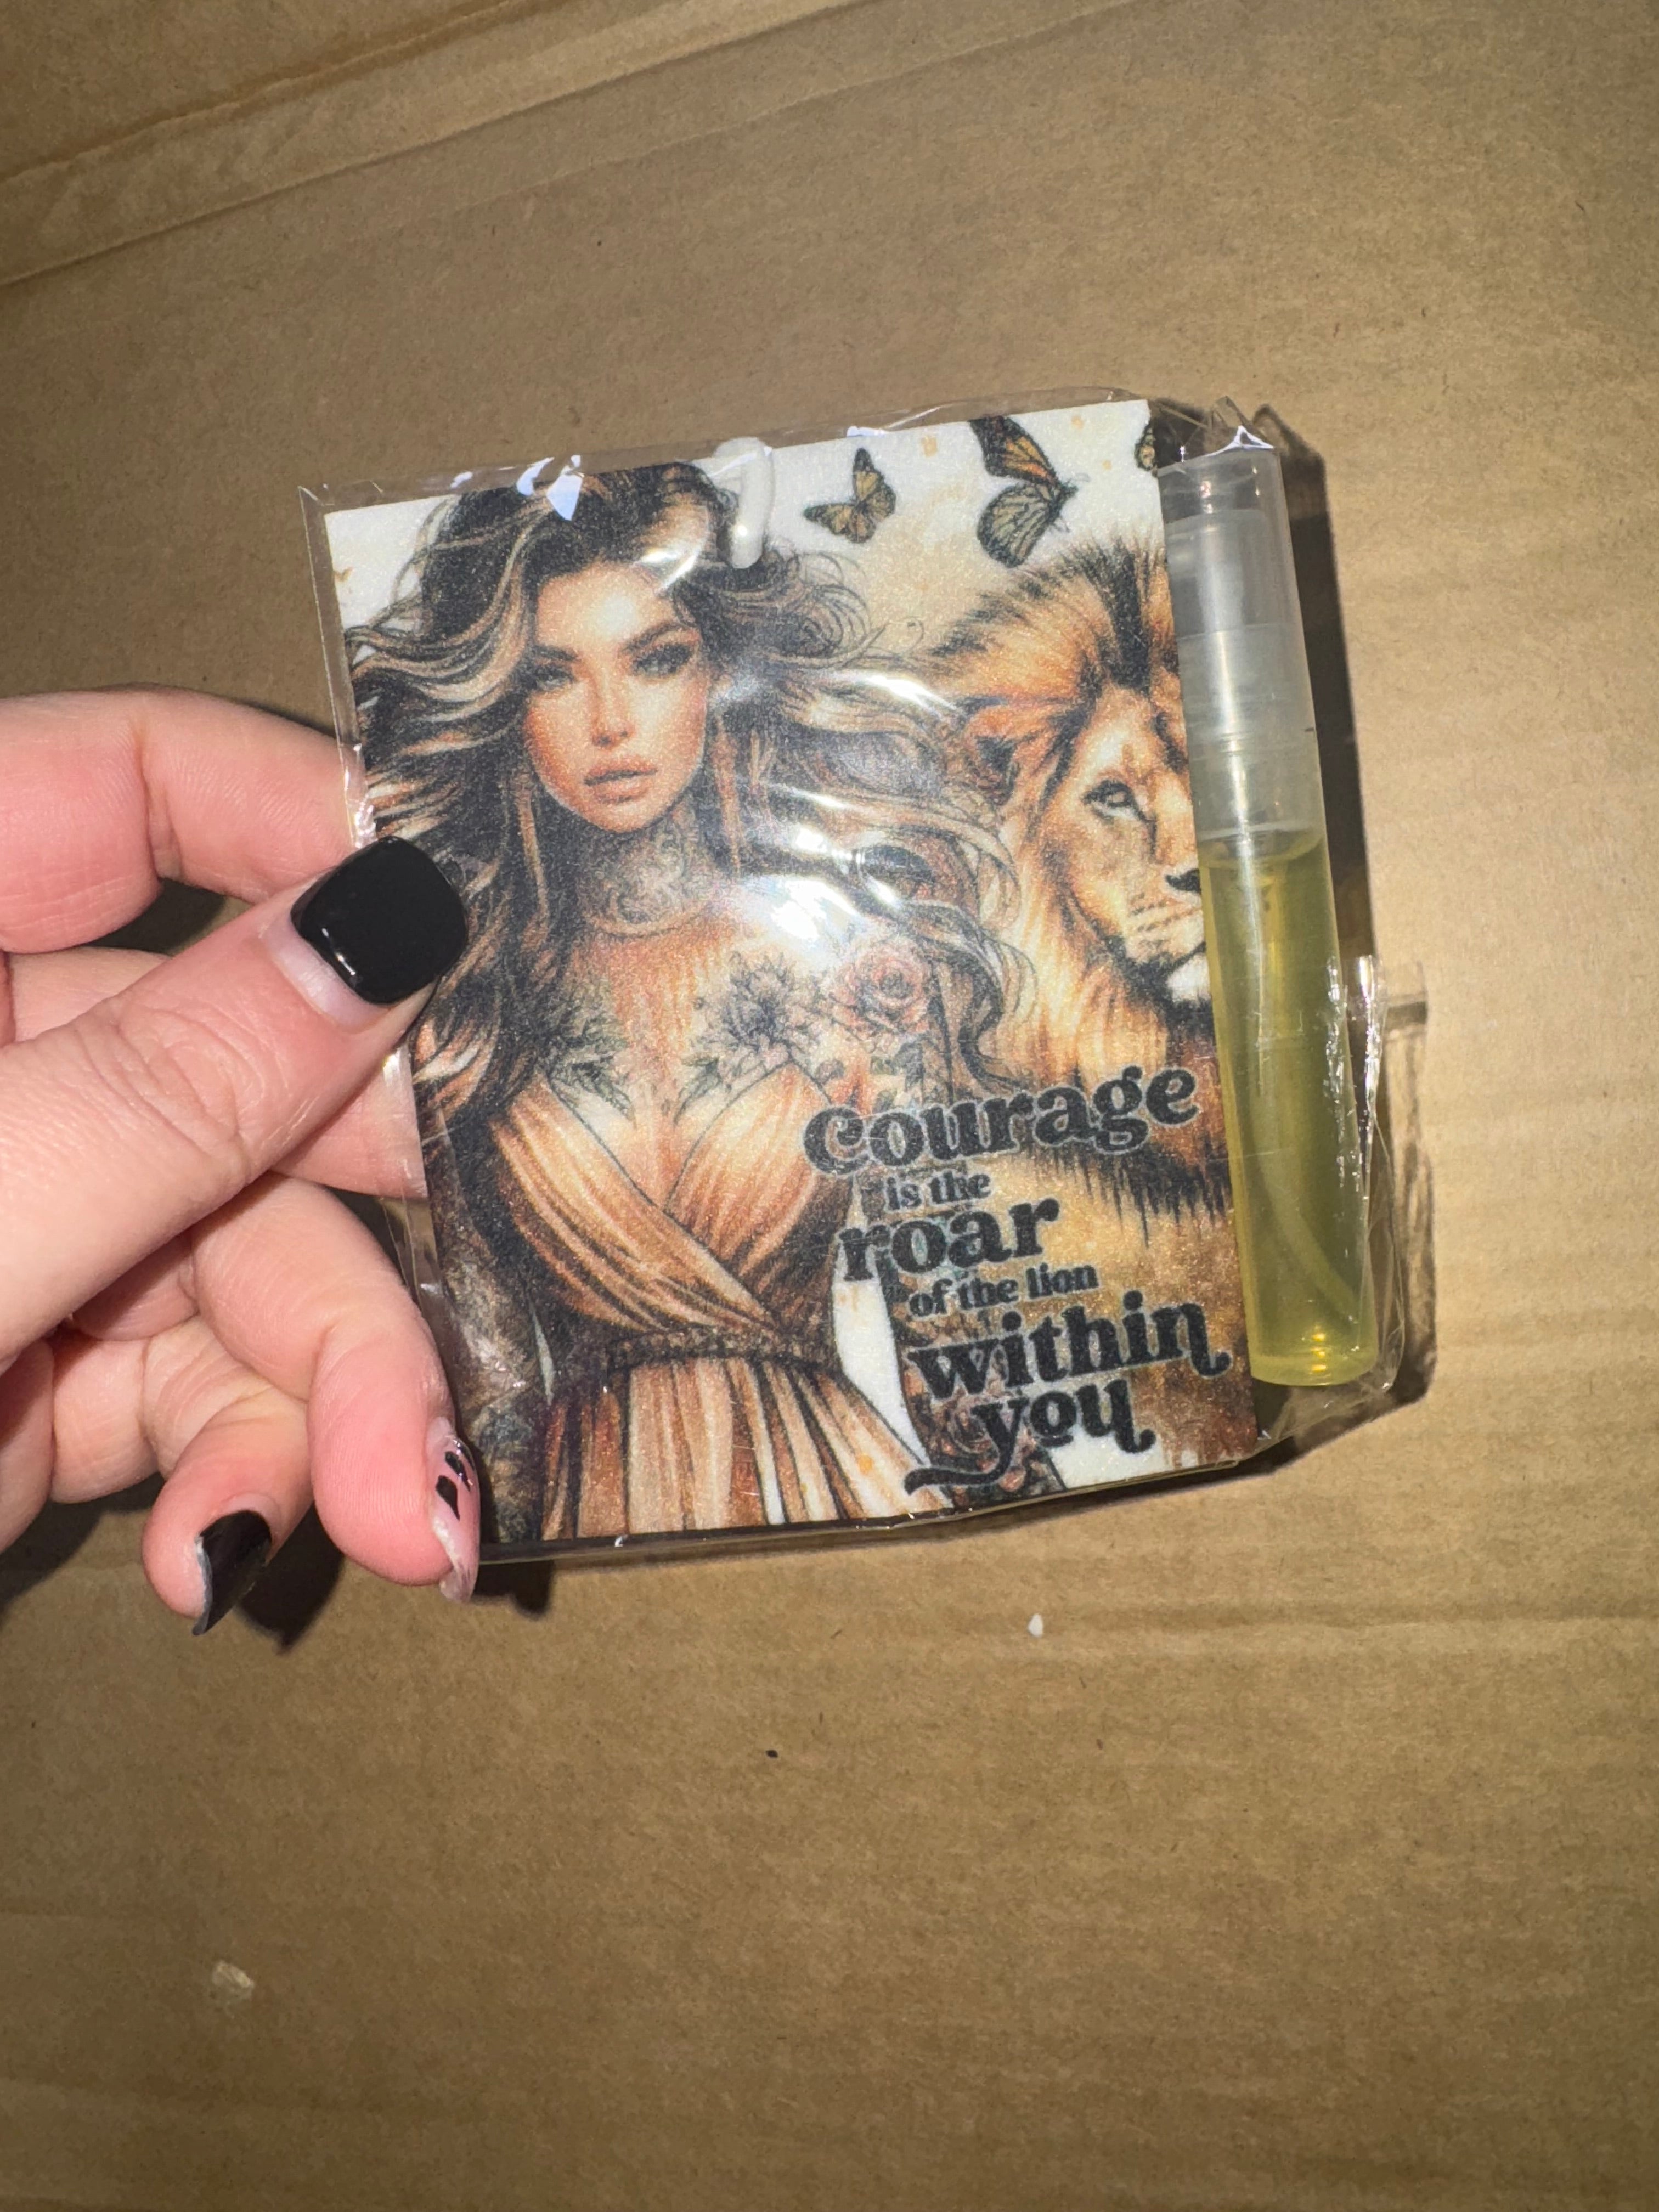 courage
is the
roar
of the lion
within
you